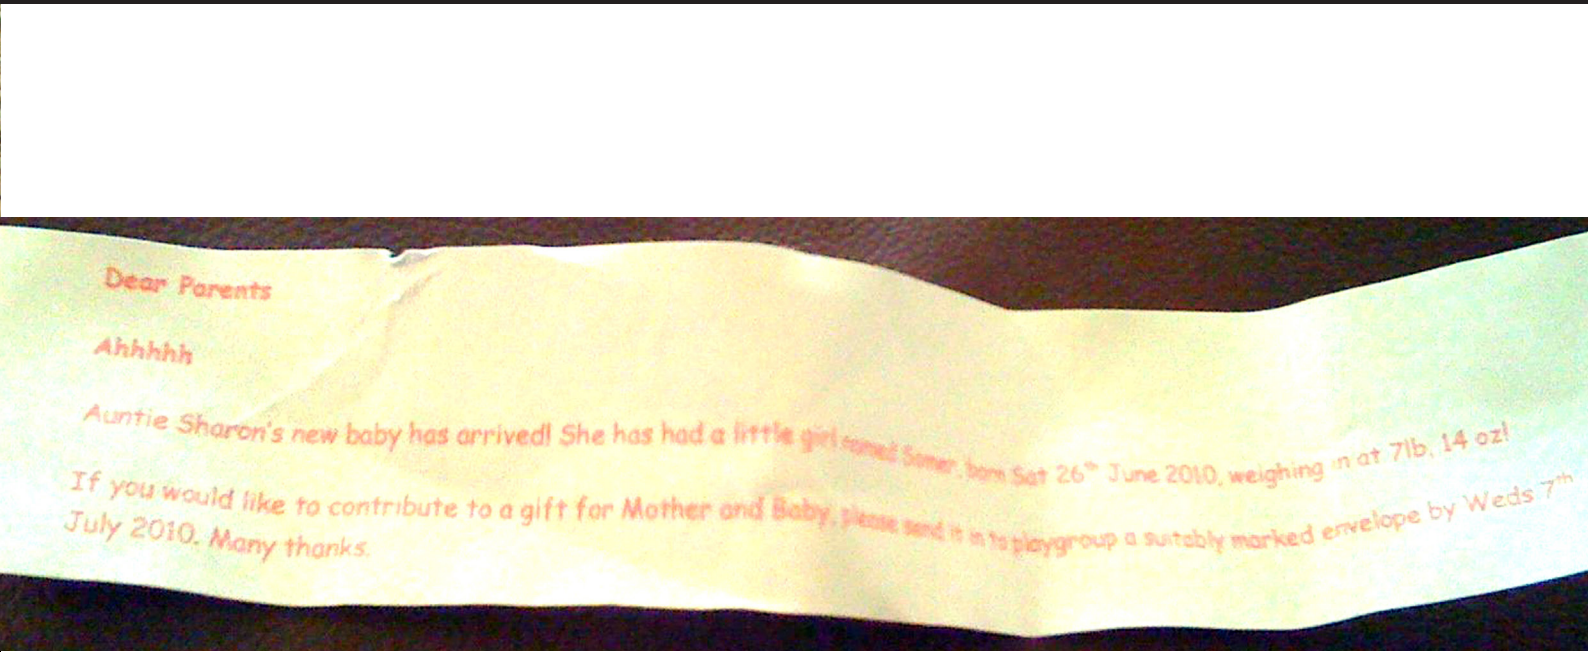 Dear Parents
Ahhhhh
Auntie Sharon's new baby has arrived! She has had a little girl named Somer, born Sat 26th June 2010, weighing in at 7lb, 14 oz!
If you would like to contribute to a gift for Mother and Baby, please send it in to playgroup a suitably marked envelope by Weds 7th
July 2010. Many thanks.